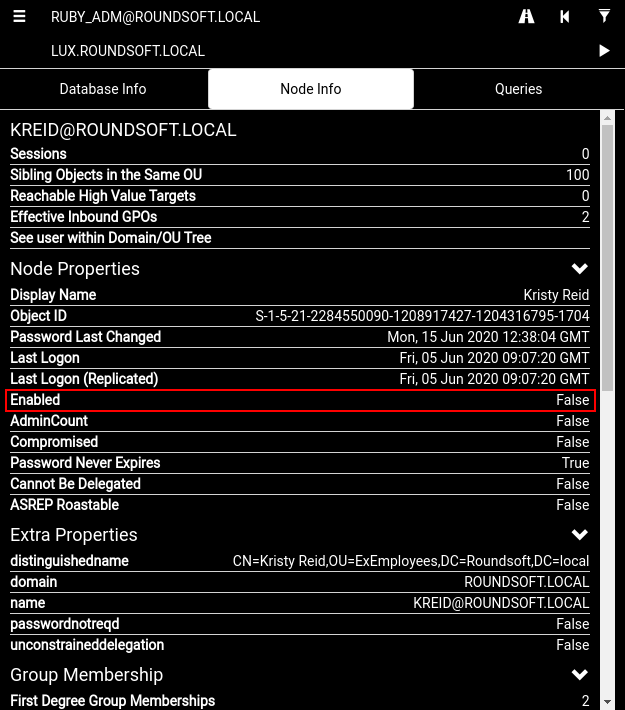 RUBY_ADM@ROUNDSOFT.LOCAL
LUX.ROUNDSOFT.LOCAL
Database Info Node Info Queries
KREID@ROUNDSOFT.LOCAL
Sessions 0
Sibling Objects in the Same OU 100
Reachable High Value Targets 0
Effective Inbound GPOs 2
See user within Domain/OU Tree
Node Properties
Display Name Kristy Reid
Object ID S-1-5-21-2284550090-1208917427-1204316795-1704
Password Last Changed Mon, 15 Jun 2020 12:38:04 GMT
Last Logon Fri, 05 Jun 2020 09:07:20 GMT
Last Logon (Replicated) Fri, 05 Jun 2020 09:07:20 GMT
Enabled False
AdminCount False
Compromised False
Password Never Expires True
Cannot Be Delegated False
ASREP Roastable False
Extra Properties
distinguishedname CN=Kristy Reid,OU=ExEmployees,DC=Roundsoft,DC=local
domain ROUNDSOFT.LOCAL
name KREID@ROUNDSOFT.LOCAL
passwordnotreqd False
unconstraineddelegation False
Group Membership
First Degree Group Memberships 2